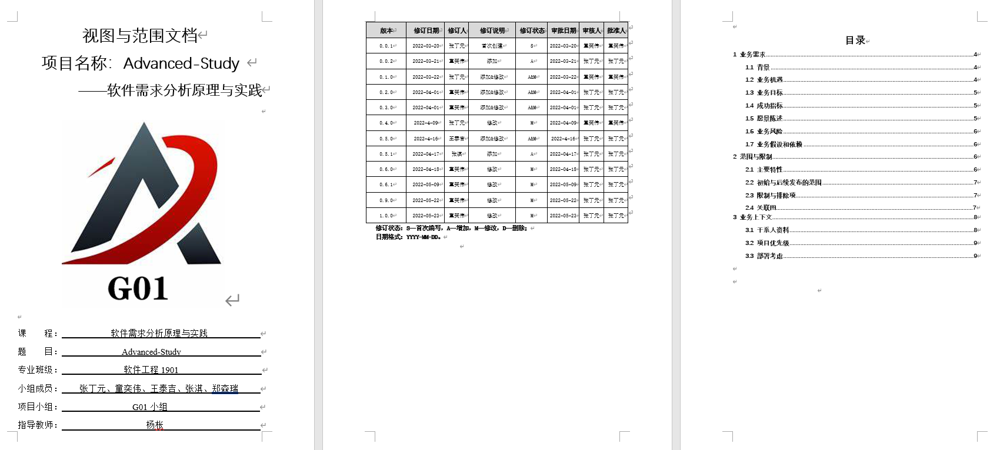 视图与范围文档
项目名称：Advanced-Study
——软件需求分析原理与实践
G01
课 程：软件需求分析原理与实践
题 目：Advanced-Study
专业班级：软件工程 1901
小组成员：张丁元、童奕伟、王泰吉、张淇、郑森瑞
项目小组：G01 小组
指导教师：杨枨
版本 修订日期 修订人 修订说明 修订状态 审批日期 审核人 批准人
0.0.1 2022-03-20 张丁元 首次创建 S 2022-03-20 童奕伟 童奕伟
0.0.2 2022-03-21 童奕伟 添加 A 2022-03-21 张丁元 张丁元
0.1.0 2022-03-22 张丁元 添加&修改 A&M 2022-03-22 童奕伟 童奕伟
0.2.0 2022-04-01 童奕伟 添加&修改 A&M 2022-04-01 张丁元 张丁元
0.3.0 2022-04-01 童奕伟 添加&修改 A&M 2022-04-01 张丁元 张丁元
0.4.0 2022-4-09 张丁元 修改 M 2022-04-09 童奕伟 童奕伟
0.5.0 2022-4-16 王泰吉 添加&修改 A&M 2022-4-16 张丁元 张丁元
0.5.1 2022-04-17 张淇 添加 A 2022-04-17 张丁元 张丁元
0.6.0 2022-04-18 童奕伟 修改 M 2022-04-18 张丁元 张丁元
0.6.1 2022-05-09 童奕伟 修改 M 2022-05-09 张丁元 张丁元
0.9.0 2022-05-22 童奕伟 修改 M 2022-05-22 张丁元 张丁元
1.0.0 2022-05-23 童奕伟 修改 M 2022-05-23 张丁元 张丁元
修订状态：S—首次编写，A—增加，M—修改，D—删除；
日期格式：YYYY-MM-DD。
目录
1 业务需求 4
1.1 背景 4
1.2 业务机遇 4
1.3 业务目标 5
1.4 成功指标 5
1.5 愿景陈述 5
1.6 业务风险 6
1.7 业务假设和依赖 6
2 范围与限制 6
2.1 主要特性 6
2.2 初始与后续发布的范围 7
2.3 限制与排除项 7
2.4 关联图 7
3 业务上下文 8
3.1 干系人资料 8
3.2 项目优先级 9
3.3 部署考虑 9